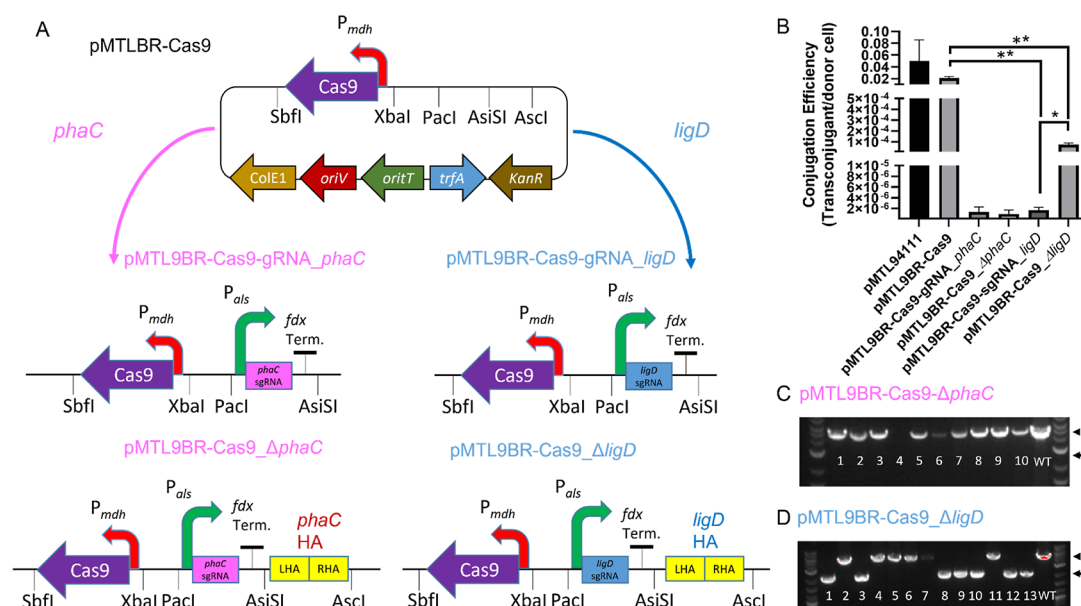 A
pMTLBR-Cas9
P mdh
Cas9
SbfI
XbaI PacI AsiSI AscI
phaC
ligD
ColE1 oriV oritT trfA KanR
pMTL9BR-Cas9-gRNA_phaC
P als
P mdh
fdx
Term.
Cas9
phaC
sgRNA
SbfI
XbaI PacI
AsiSI
pMTL9BR-Cas9-gRNA_ligD
P als
P mdh
fdx
Term.
Cas9
ligD
sgRNA
SbfI
XbaI PacI
AsiSI
pMTL9BR-Cas9_ΔphaC
P als
P mdh
fdx
Term.
phaC
HA
Cas9
phaC
sgRNA
LHA RHA
SbfI
XbaI PacI
AsiSI
AscI
pMTL9BR-Cas9_ΔligD
P als
P mdh
fdx
Term.
ligD
HA
Cas9
ligD
sgRNA
LHA RHA
SbfI
XbaI PacI
AsiSI
AscI
B
Conjugation Efficiency
(Transconjugant/donor cell)
0.10
0.08
0.06
0.04
0.02
5×10-4
4×10-4
3×10-4
2×10-4
1×10-4
1×10-5
8×10-6
6×10-6
4×10-6
2×10-6
**
**
*
pMTL94111
pMTL9BR-Cas9
pMTL9BR-Cas9-gRNA_phaC
pMTL9BR-Cas9_ΔphaC
pMTL9BR-Cas9-sgRNA_ligD
pMTL9BR-Cas9_ΔligD
C pMTL9BR-Cas9-ΔphaC
1 2 3 4 5 6 7 8 9 10 WT
D pMTL9BR-Cas9_ΔligD
1 2 3 4 5 6 7 8 9 10 11 12 13 WT